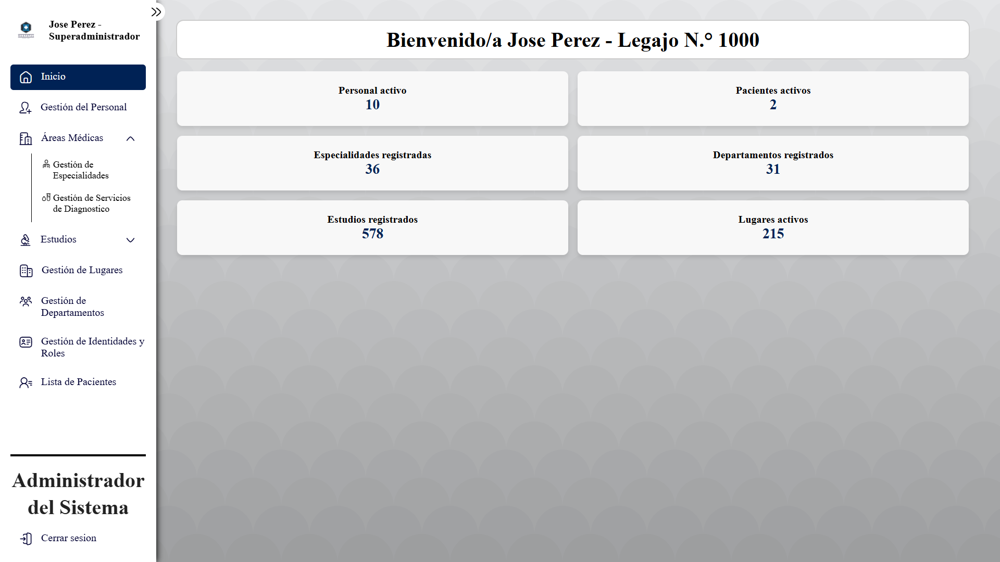 Jose Perez -
Superadministrador
Inicio
Gestión del Personal
Áreas Médicas
Gestión de
Especialidades
Gestión de Servicios
de Diagnostico
Estudios
Gestión de Lugares
Gestión de
Departamentos
Gestión de Identidades y
Roles
Lista de Pacientes
Administrador
del Sistema
Cerrar sesion
Bienvenido/a Jose Perez - Legajo N.° 1000
Personal activo
10
Pacientes activos
2
Especialidades registradas
36
Departamentos registrados
31
Estudios registrados
578
Lugares activos
215